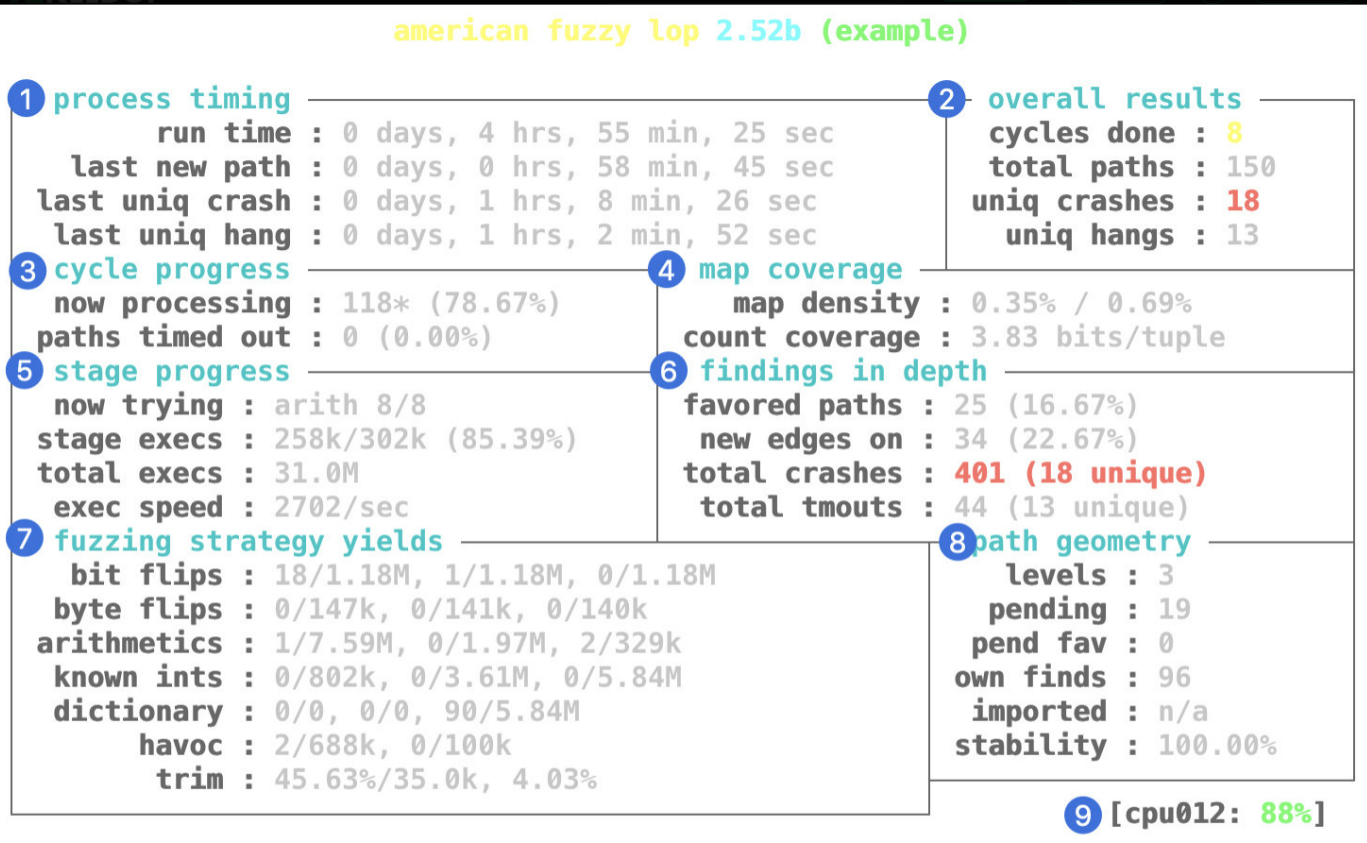 american fuzzy lop 2.52b (example)
1 process timing
run time : 0 days, 4 hrs, 55 min, 25 sec
last new path : 0 days, 0 hrs, 58 min, 45 sec
last uniq crash : 0 days, 1 hrs, 8 min, 26 sec
last uniq hang : 0 days, 1 hrs, 2 min, 52 sec
2 overall results
cycles done : 8
total paths : 150
uniq crashes : 18
uniq hangs : 13
3 cycle progress
now processing : 118* (78.67%)
paths timed out : 0 (0.00%)
4 map coverage
map density : 0.35% / 0.69%
count coverage : 3.83 bits/tuple
5 stage progress
now trying : arith 8/8
stage execs : 258k/302k (85.39%)
total execs : 31.0M
exec speed : 2702/sec
6 findings in depth
favored paths : 25 (16.67%)
new edges on : 34 (22.67%)
total crashes : 401 (18 unique)
total tmouts : 44 (13 unique)
7 fuzzing strategy yields
bit flips : 18/1.18M, 1/1.18M, 0/1.18M
byte flips : 0/147k, 0/141k, 0/140k
arithmetics : 1/7.59M, 0/1.97M, 2/329k
known ints : 0/802k, 0/3.61M, 0/5.84M
dictionary : 0/0, 0/0, 90/5.84M
havoc : 2/688k, 0/100k
trim : 45.63%/35.0k, 4.03%
8 path geometry
levels : 3
pending : 19
pend fav : 0
own finds : 96
imported : n/a
stability : 100.00%
9 [cpu012: 88%]